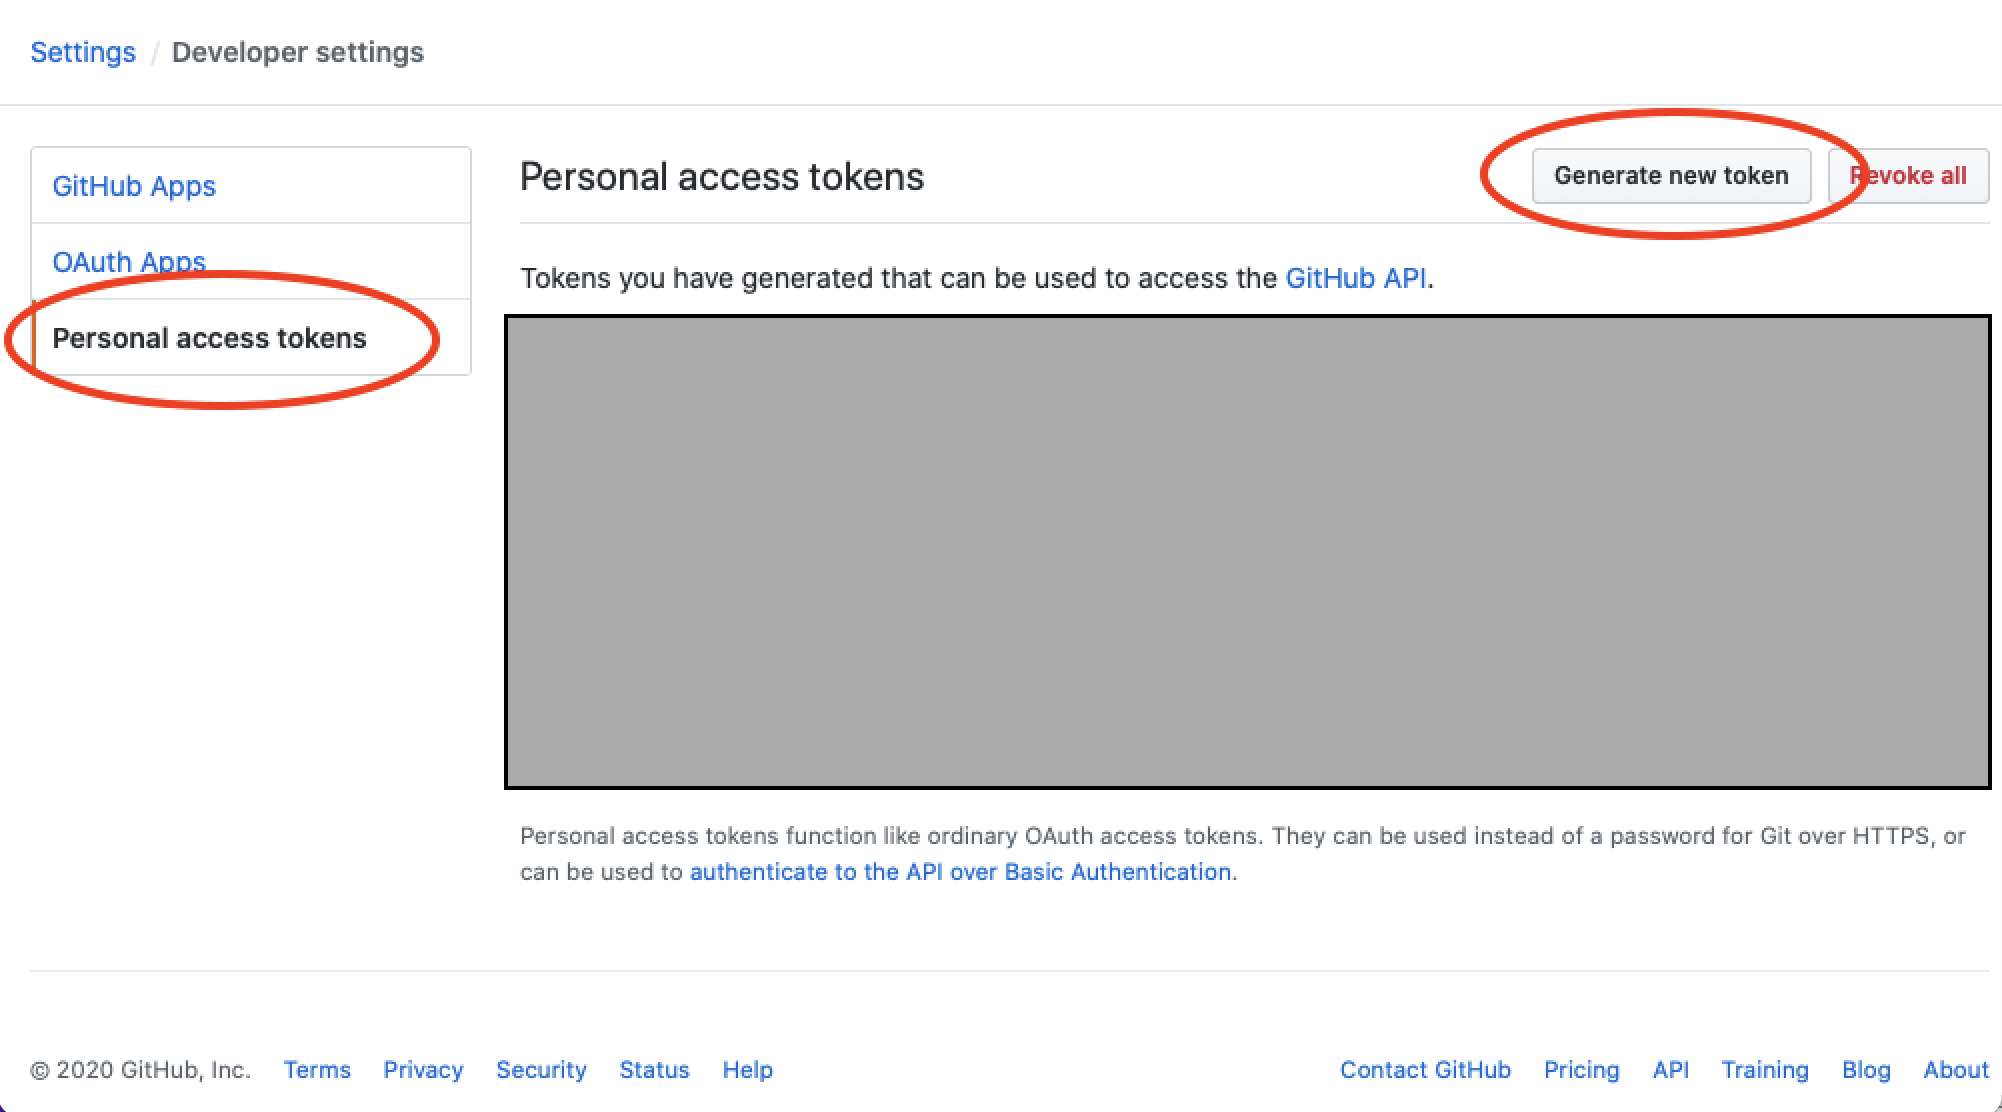 Settings / Developer settings
GitHub Apps
OAuth Apps
Personal access tokens
Personal access tokens
Generate new token
Revoke all
Tokens you have generated that can be used to access the GitHub API.
Personal access tokens function like ordinary OAuth access tokens. They can be used instead of a password for Git over HTTPS, or
can be used to authenticate to the API over Basic Authentication.
© 2020 GitHub, Inc. Terms Privacy Security Status Help Contact GitHub Pricing API Training Blog About